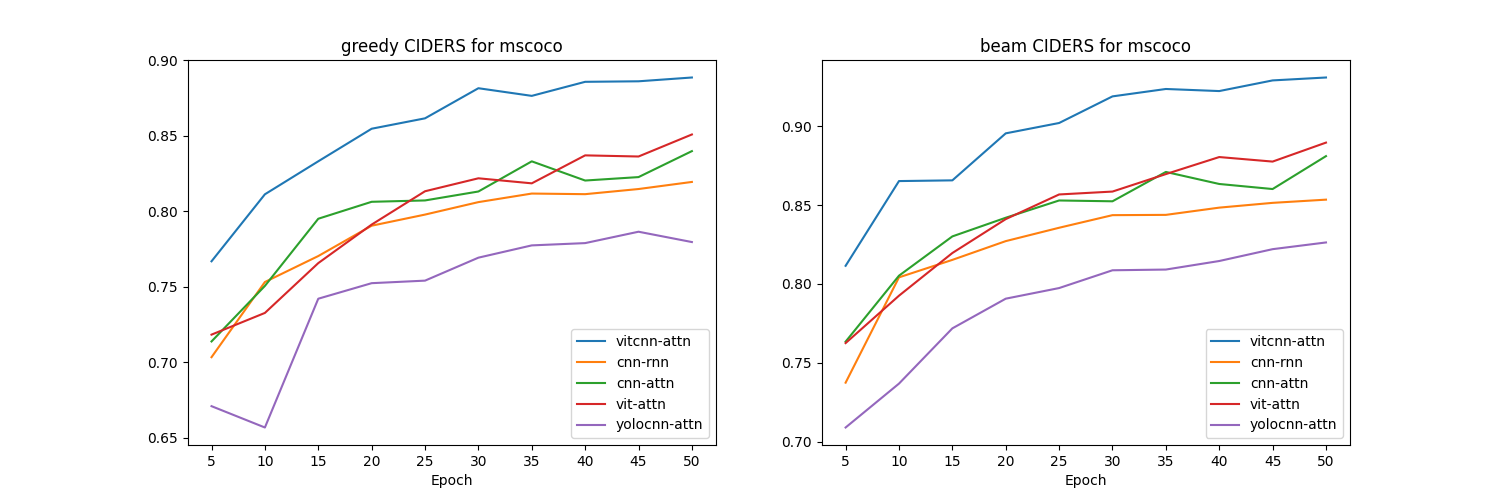 greedy CIDERS for mscoco
0.90
0.85
0.80
0.75
0.70
0.65
5 10 15 20 25 30 35 40 45 50
Epoch
vitcnn-attn
cnn-rnn
cnn-attn
vit-attn
yolocnn-attn
beam CIDERS for mscoco
0.90
0.85
0.80
0.75
0.70
5 10 15 20 25 30 35 40 45 50
Epoch
vitcnn-attn
cnn-rnn
cnn-attn
vit-attn
yolocnn-attn